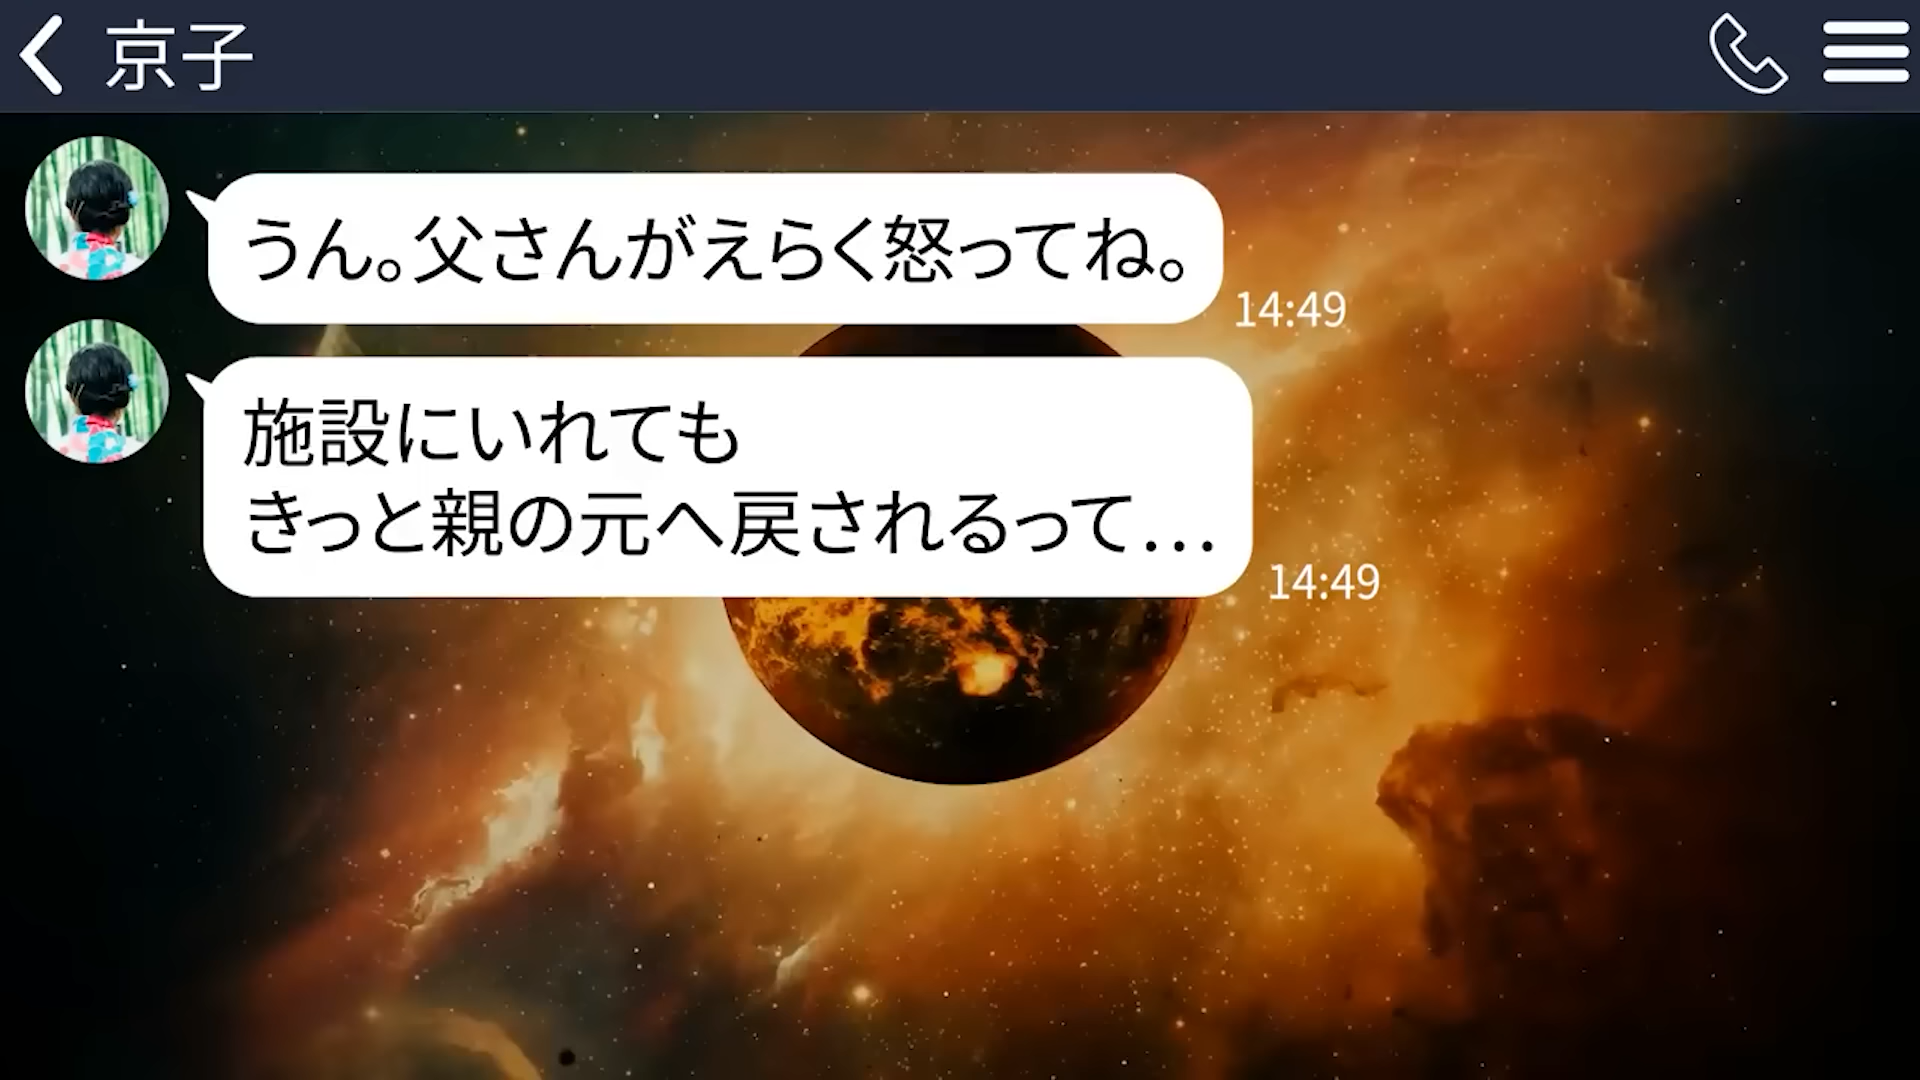 京子
うん。父さんがえらく怒ってね。
14:49
施設にいれても
きっと親の元へ戻されるって…
14:49